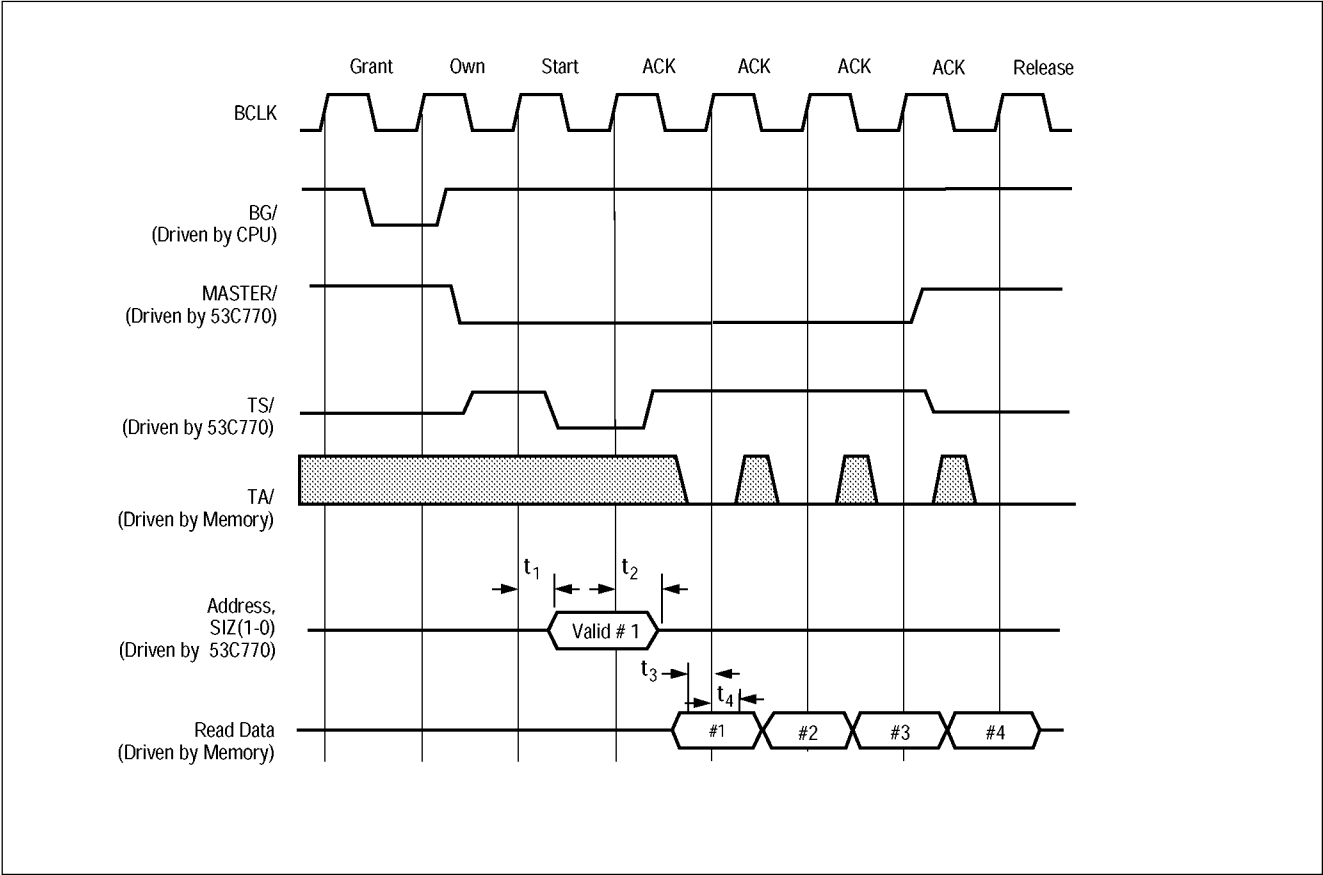 Grant Own Start ACK ACK ACK ACK Release
BCLK
BG/
(Driven by CPU)
MASTER/
(Driven by 53C770)
TS/
(Driven by 53C770)
TA/
(Driven by Memory)
t1 t2
Address,
SIZ(1-0)
(Driven by 53C770)
Valid # 1
t3
t4
Read Data
(Driven by Memory)
#1 #2 #3 #4